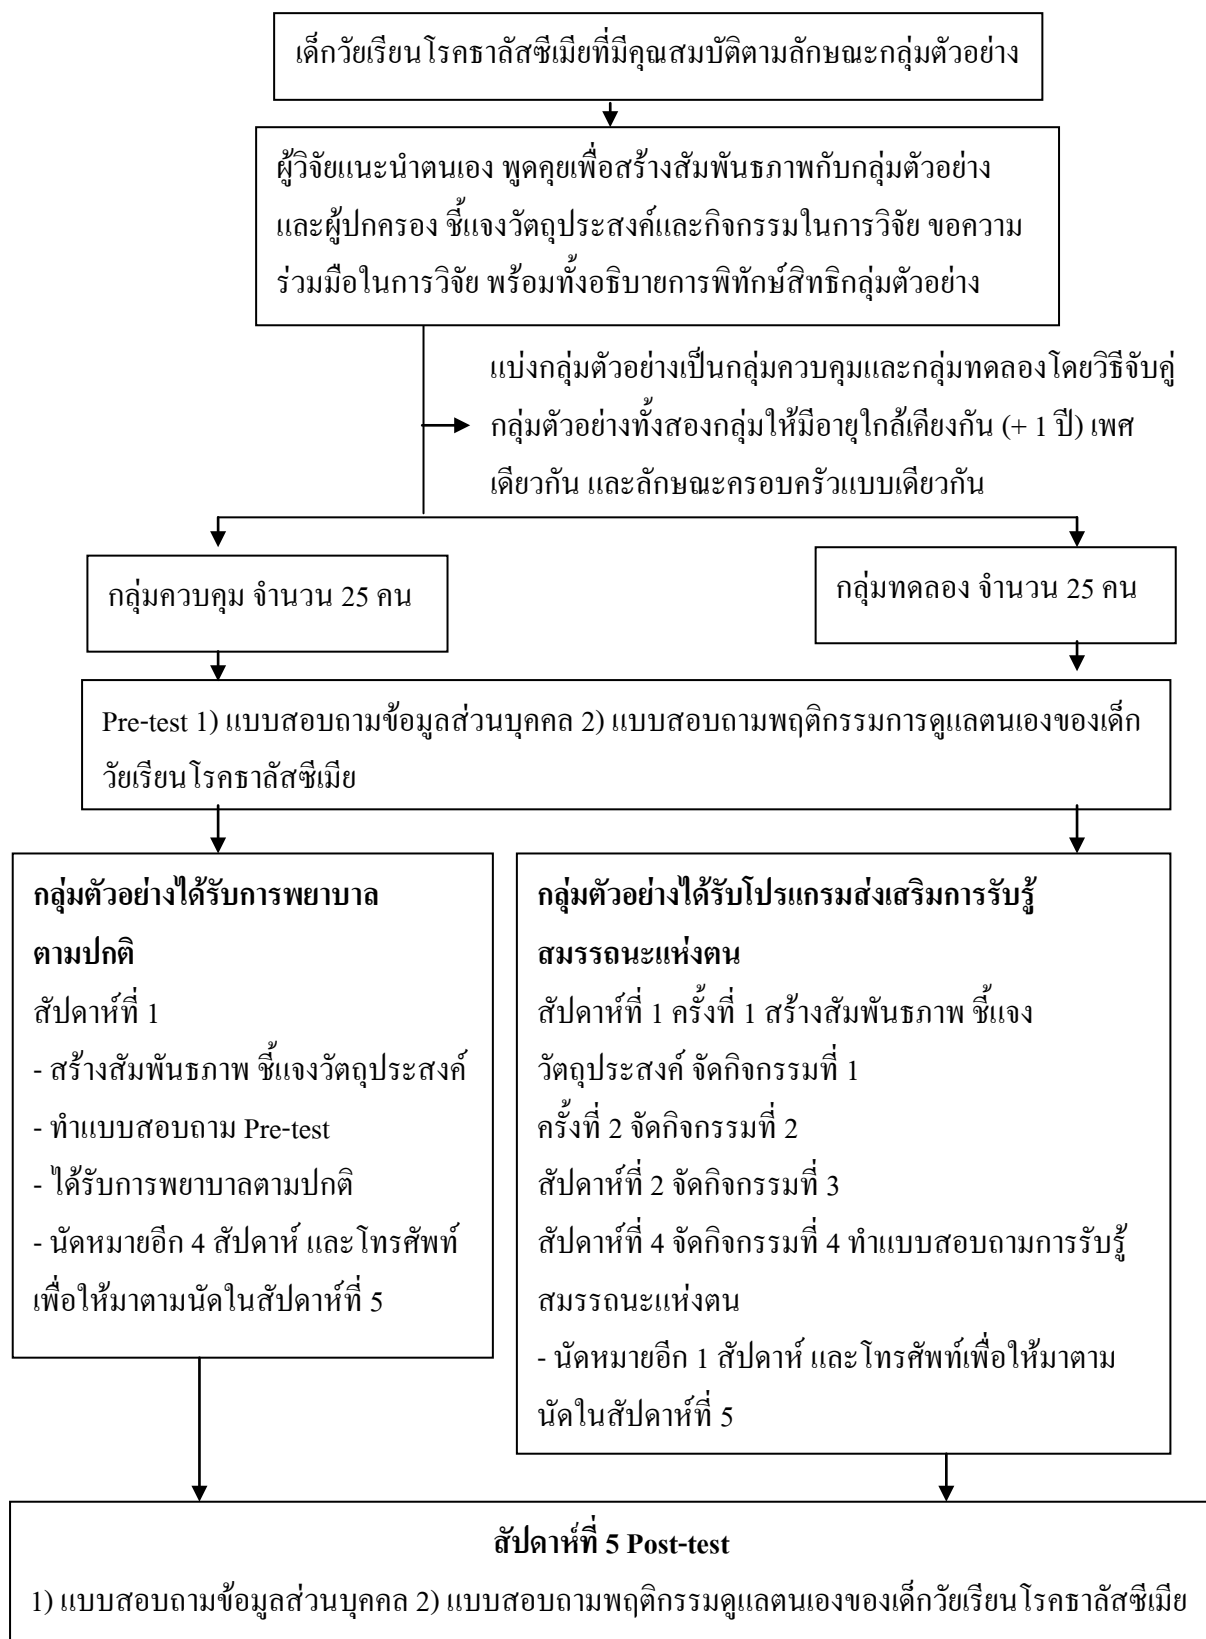 เด็กวัยเรียนโรคธาลัสซีเมียที่มีคุณสมบัติตามลักษณะกลุ่มตัวอย่าง
ผู้วิจัยแนะนำตนเอง พูดคุยเพื่อสร้างสัมพันธภาพกับกลุ่มตัวอย่าง
และผู้ปกครอง ชี้แจงวัตถุประสงค์และกิจกรรมในการวิจัย ขอความ
ร่วมมือในการวิจัย พร้อมทั้งอธิบายการพิทักษ์สิทธิกลุ่มตัวอย่าง
แบ่งกลุ่มตัวอย่างเป็นกลุ่มควบคุมและกลุ่มทดลองโดยวิธีจับคู่
กลุ่มตัวอย่างทั้งสองกลุ่มให้มีอายุใกล้เคียงกัน (+ 1 ปี) เพศ
เดียวกัน และลักษณะครอบครัวแบบเดียวกัน
กลุ่มควบคุม จำนวน 25 คน
กลุ่มทดลอง จำนวน 25 คน
Pre-test 1) แบบสอบถามข้อมูลส่วนบุคคล 2) แบบสอบถามพฤติกรรมการดูแลตนเองของเด็ก
วัยเรียนโรคธาลัสซีเมีย
กลุ่มตัวอย่างได้รับการพยาบาล
ตามปกติ
สัปดาห์ที่ 1
- สร้างสัมพันธภาพ ชี้แจงวัตถุประสงค์
- ทำแบบสอบถาม Pre-test
- ได้รับการพยาบาลตามปกติ
- นัดหมายอีก 4 สัปดาห์ และโทรศัพท์
เพื่อให้มาตามนัดในสัปดาห์ที่ 5
กลุ่มตัวอย่างได้รับโปรแกรมส่งเสริมการรับรู้
สมรรถนะแห่งตน
สัปดาห์ที่ 1 ครั้งที่ 1 สร้างสัมพันธภาพ ชี้แจง
วัตถุประสงค์ จัดกิจกรรมที่ 1
ครั้งที่ 2 จัดกิจกรรมที่ 2
สัปดาห์ที่ 2 จัดกิจกรรมที่ 3
สัปดาห์ที่ 4 จัดกิจกรรมที่ 4 ทำแบบสอบถามการรับรู้
สมรรถนะแห่งตน
- นัดหมายอีก 1 สัปดาห์ และโทรศัพท์เพื่อให้มาตาม
นัดในสัปดาห์ที่ 5
สัปดาห์ที่ 5 Post-test
1) แบบสอบถามข้อมูลส่วนบุคคล 2) แบบสอบถามพฤติกรรมดูแลตนเองของเด็กวัยเรียนโรคธาลัสซีเมีย